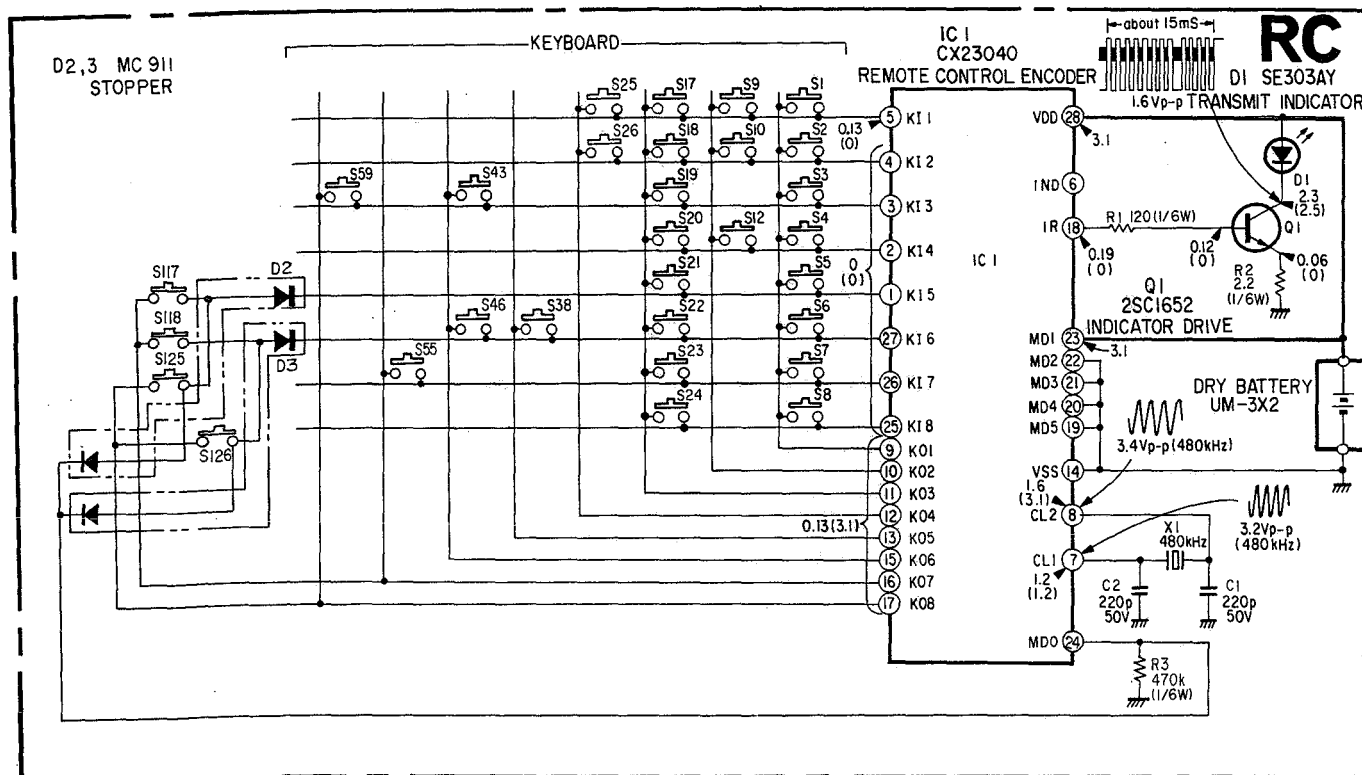 D2,3 MC 911
STOPPER
KEYBOARD
IC 1
CX23040
REMOTE CONTROL ENCODER
about 15mS
RC
D1 SE303AY
1.6Vp-p TRANSMIT INDICATOR
S25
S17
S9
S1
5
KI 1
0.13
(0)
VDD
28
3.1
S26
S18
S10
S2
4
KI 2
S59
S43
S19
S3
3
KI 3
IND
6
D1
2.3
(2.5)
S20
S12
S4
2
KI4
IR
18
R1 120(1/6W)
Q1
0.19
(0)
0.12
(0)
0.06
(0)
IC 1
0
(0)
S117
D2
S21
S5
1
KI 5
Q1
2SC1652
INDICATOR DRIVE
R2
2.2
(1/6W)
S118
D3
S46
S38
S22
S6
27
KI 6
MD1
23
3.1
S125
S55
S23
S7
26
KI 7
MD2
22
MD3
21
MD4
20
MD5
19
DRY BATTERY
UM-3X2
S24
S8
25
KI 8
S126
9
KO1
10
KO2
11
KO3
12
KO4
13
KO5
15
KO6
16
KO7
17
KO8
0.13(3.1)
3.4Vp-p(480kHz)
VSS
14
1.6
(3.1)
CL2
8
3.2Vp-p
(480kHz)
X1
480kHz
CL1
7
1.2
(1.2)
C2
220p
50V
C1
220p
50V
MDO
24
R3
470k
(1/6W)